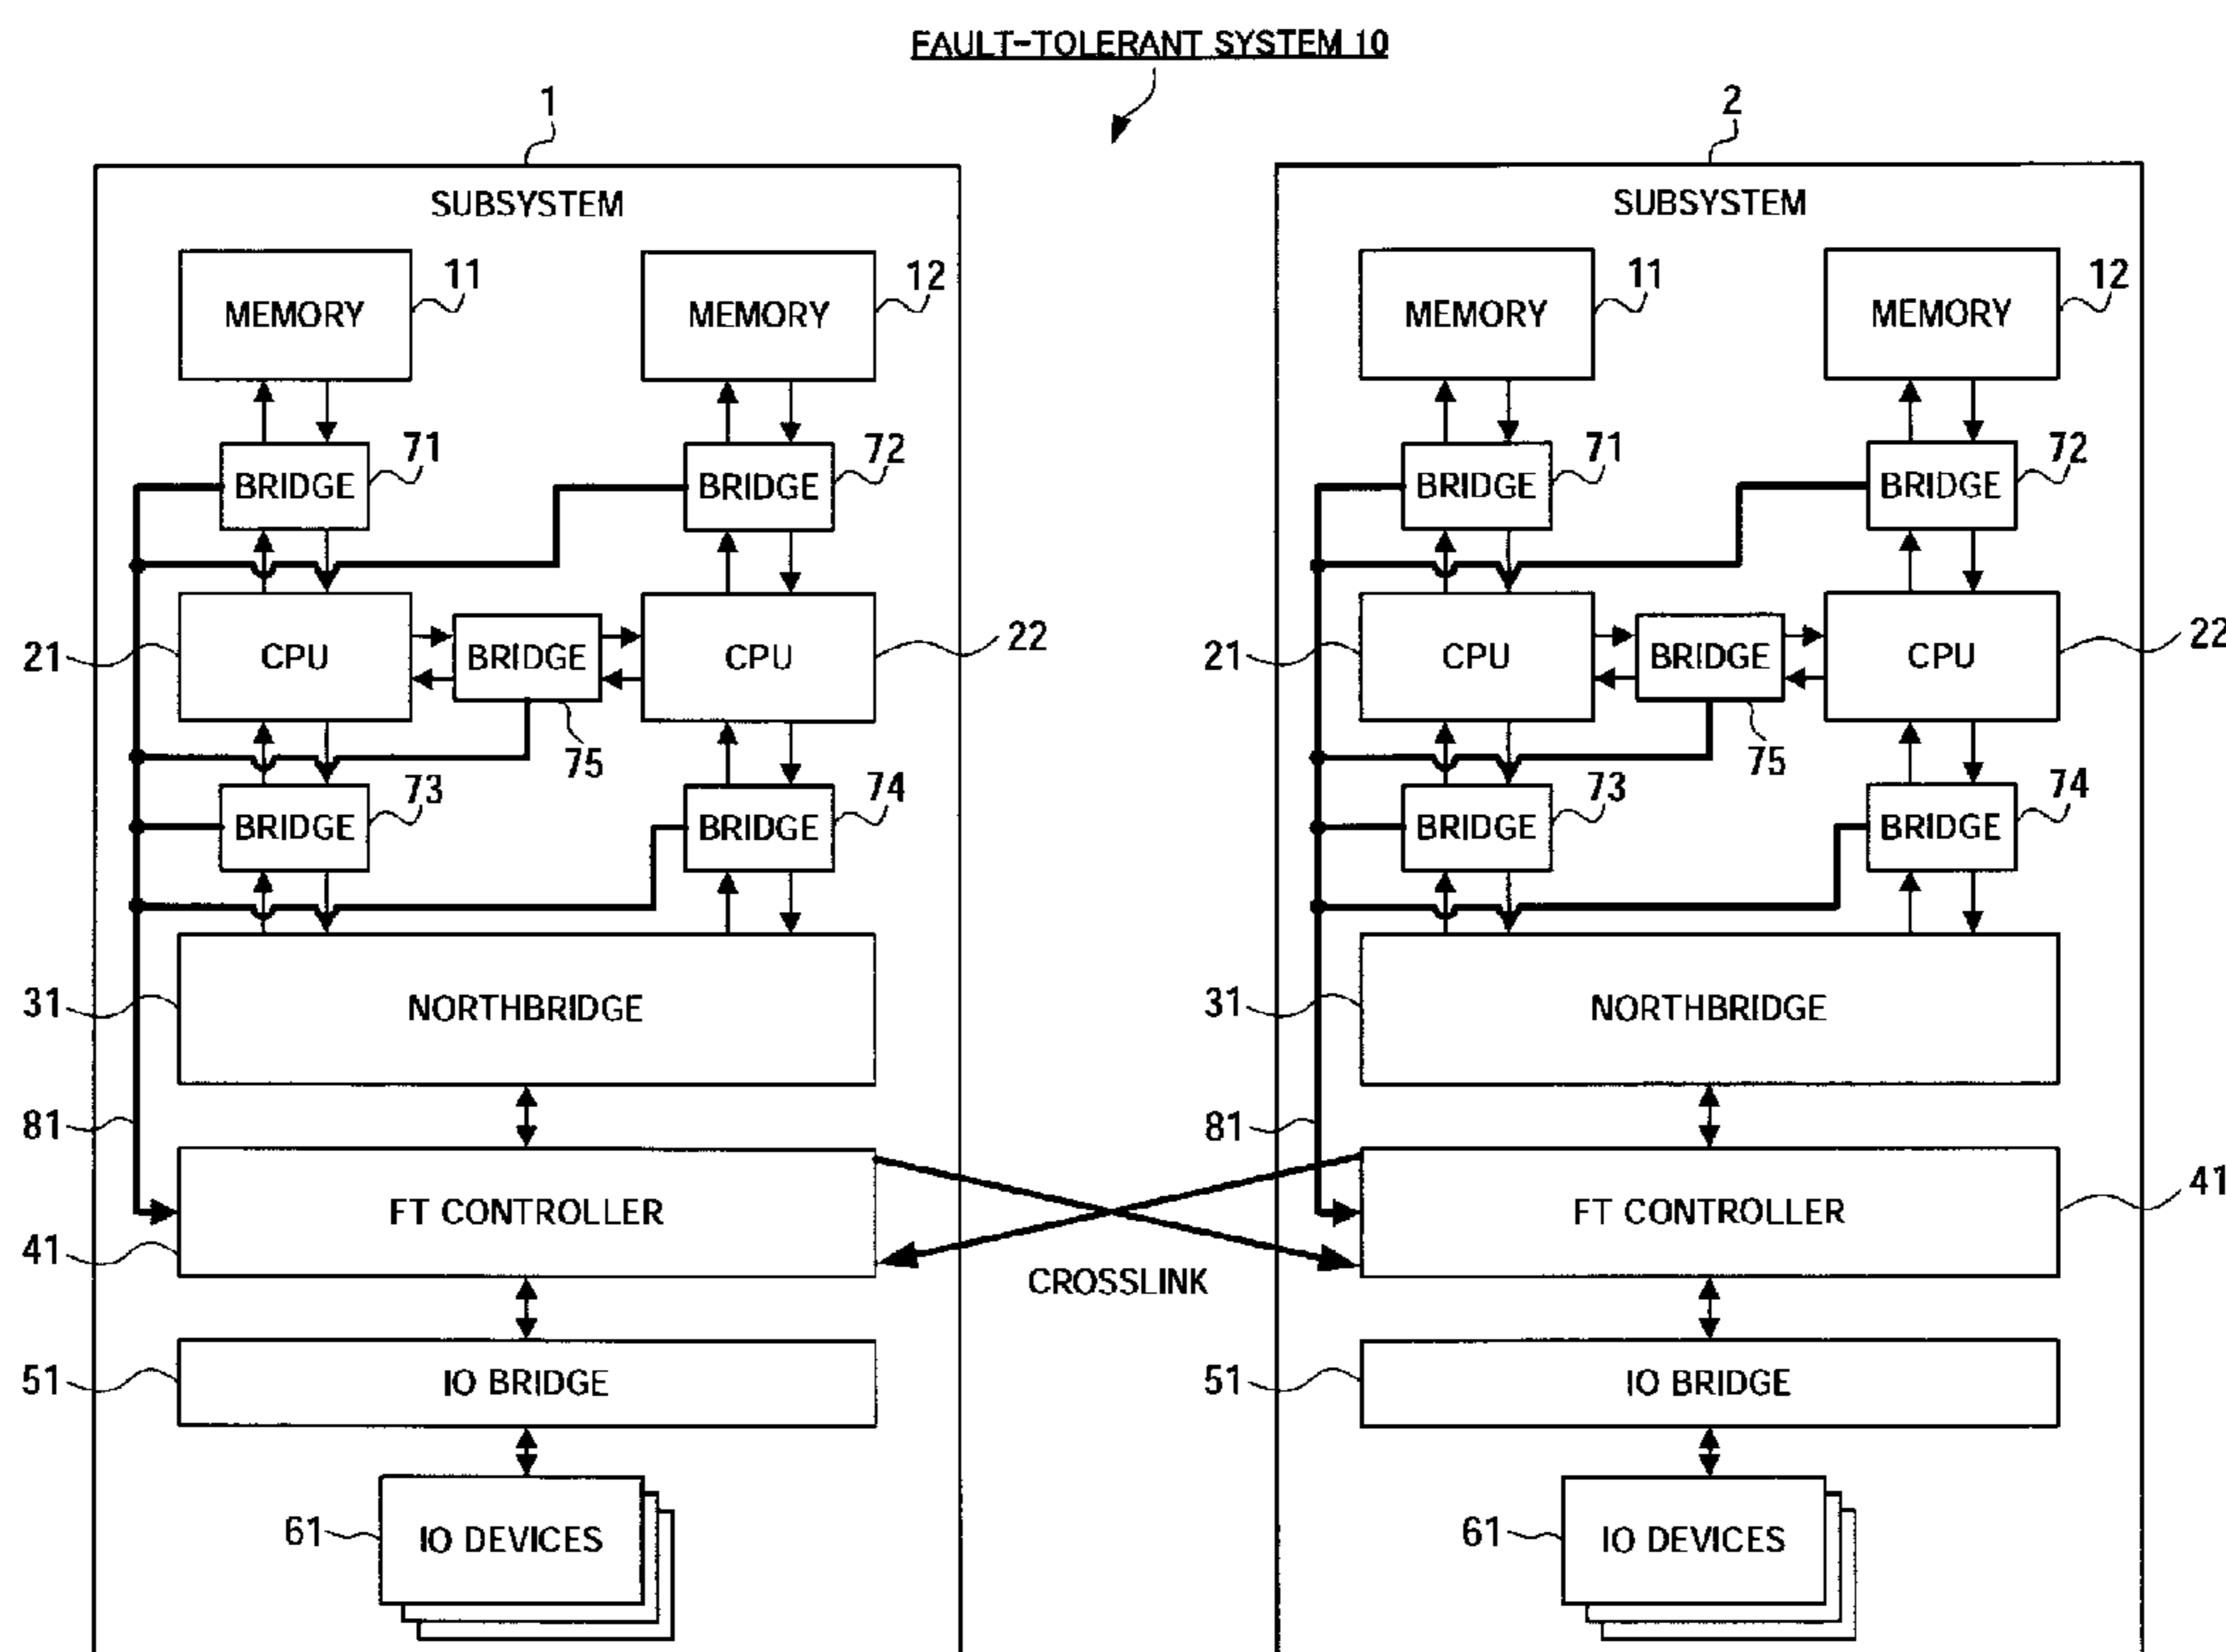 FAULT-TOLERANT SYSTEM 10
1
SUBSYSTEM
MEMORY
11
MEMORY
12
BRIDGE
71
BRIDGE
72
21
CPU
BRIDGE
75
CPU
22
BRIDGE
73
BRIDGE
74
31
NORTHBRIDGE
81
FT CONTROLLER
41
51
IO BRIDGE
61
IO DEVICES
CROSSLINK
2
SUBSYSTEM
MEMORY
11
MEMORY
12
BRIDGE
71
BRIDGE
72
21
CPU
BRIDGE
75
CPU
22
BRIDGE
73
BRIDGE
74
31
NORTHBRIDGE
81
FT CONTROLLER
41
51
IO BRIDGE
61
IO DEVICES